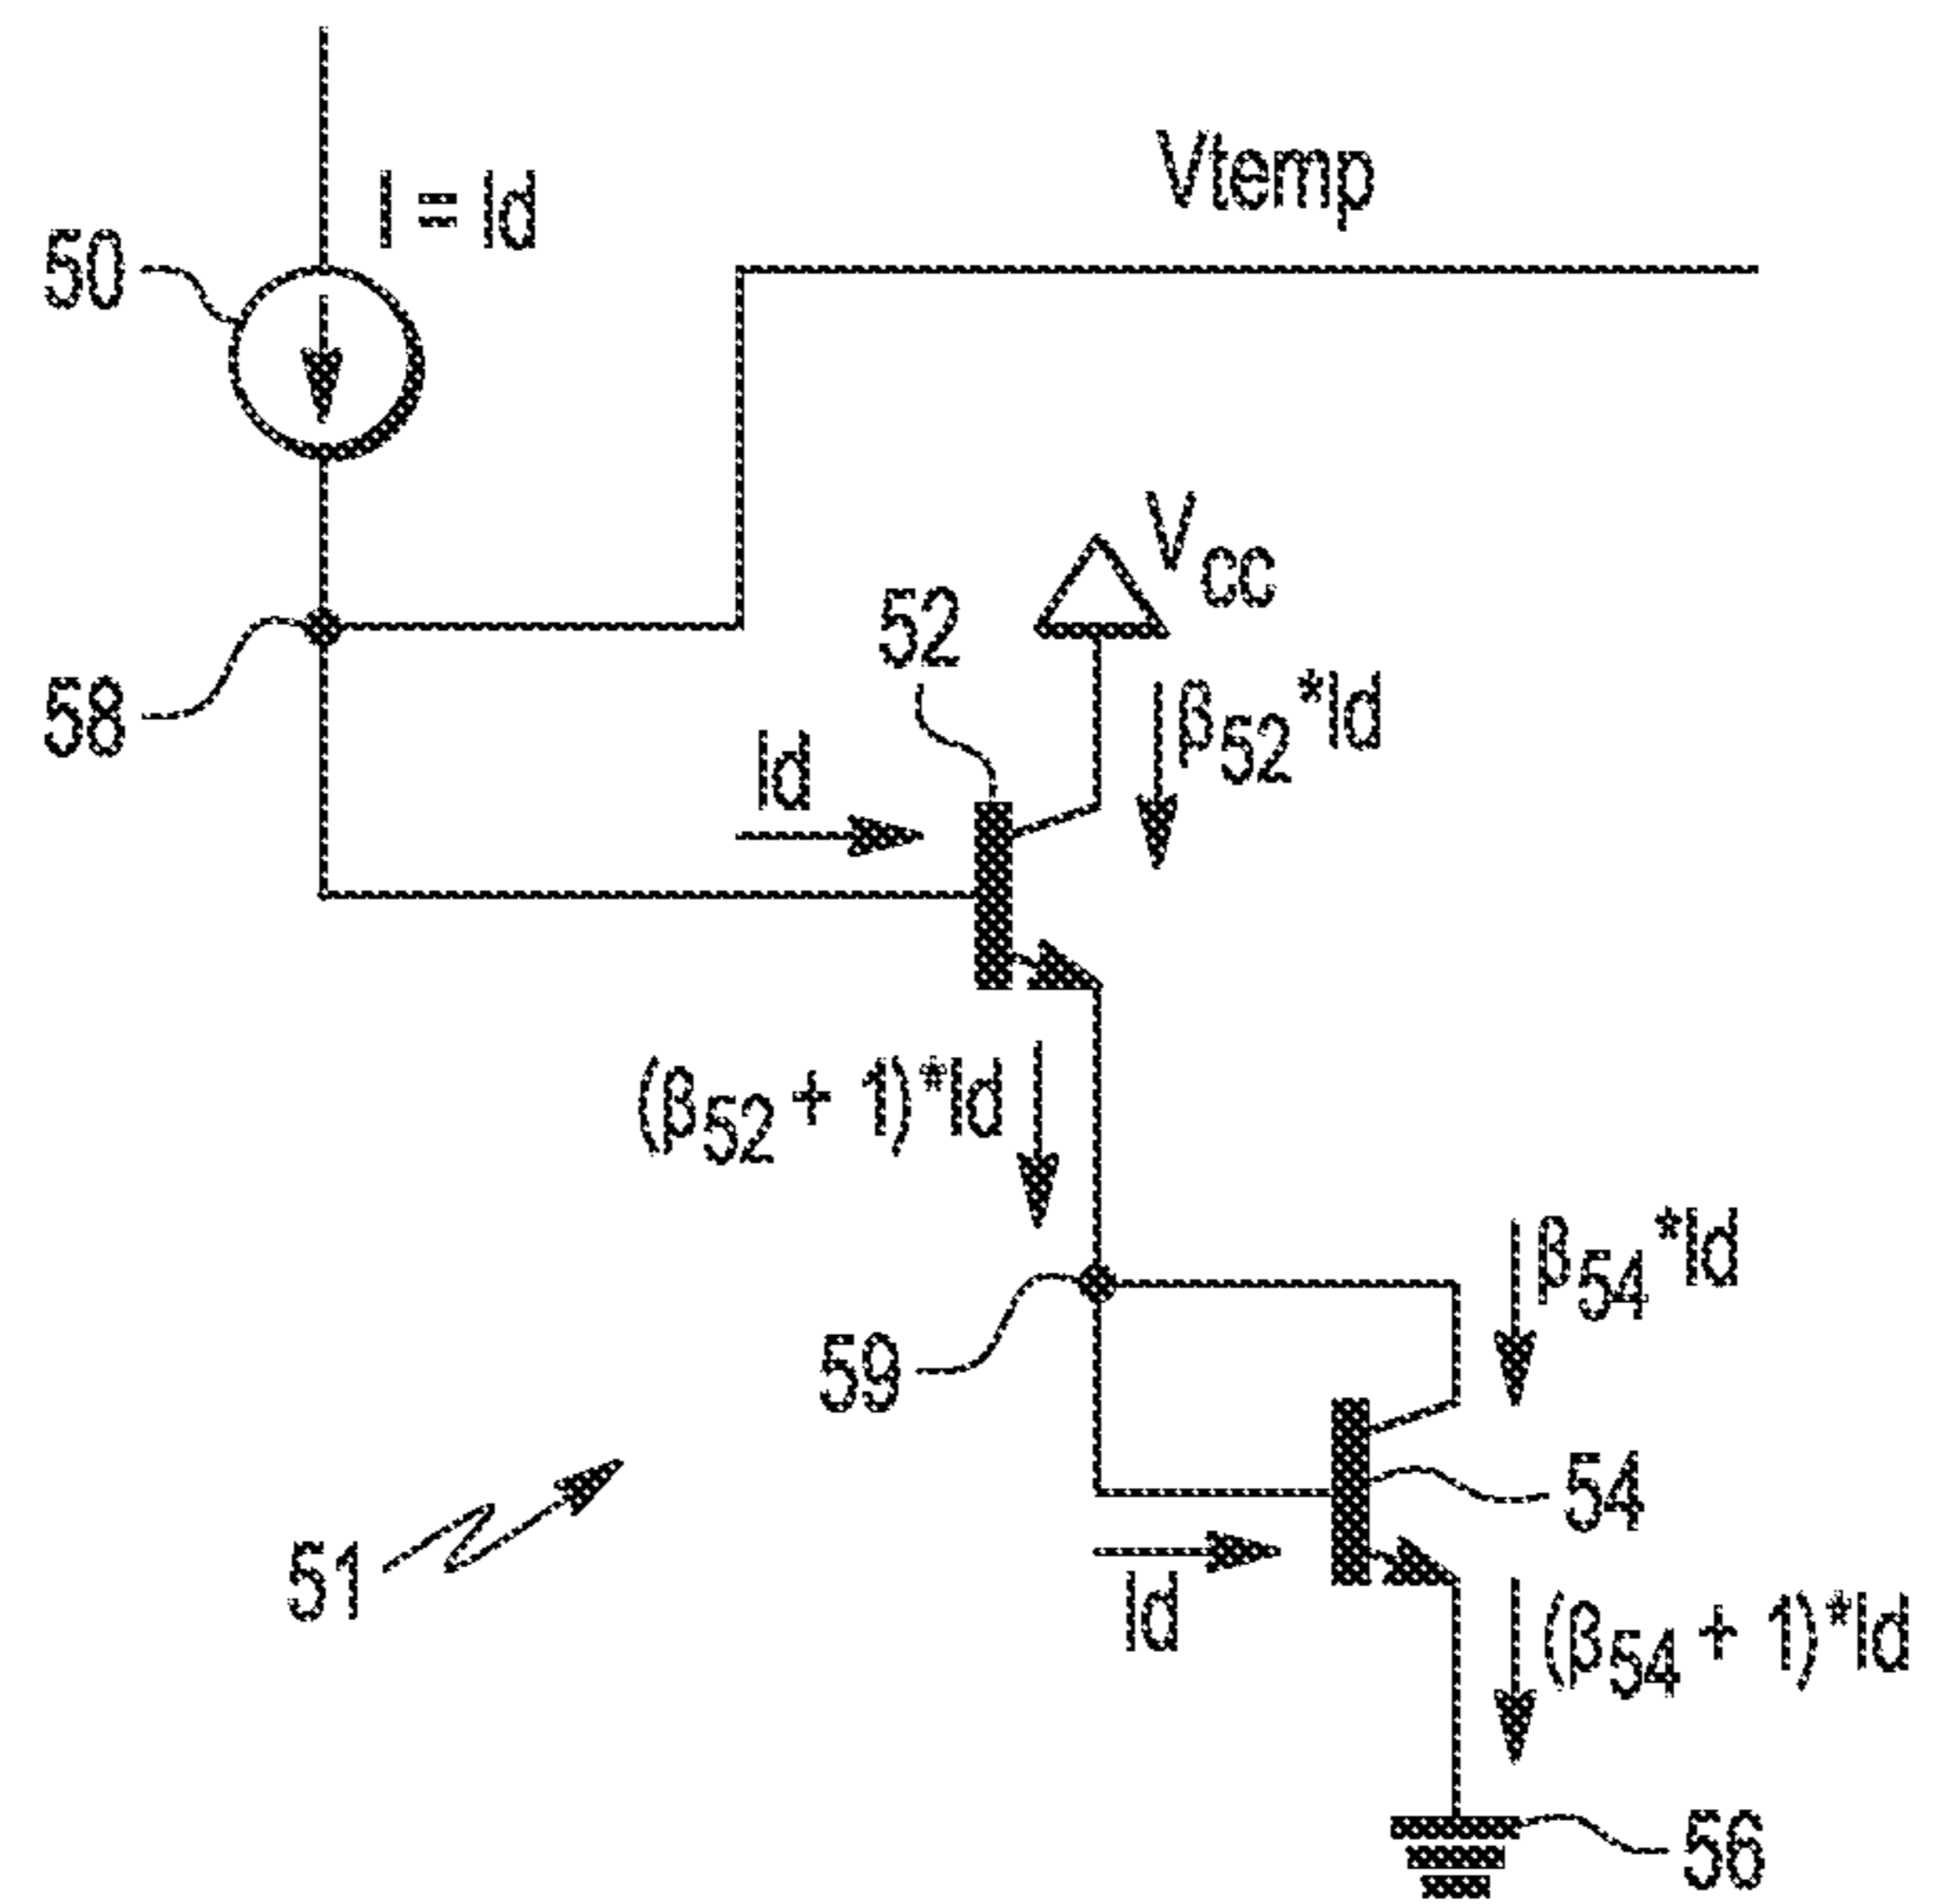 I = Id
Vtemp
50
Vcc
52
β52*Id
58
Id
(β52 + 1)*Id
β54*Id
59
54
51
Id
(β54 + 1)*Id
56